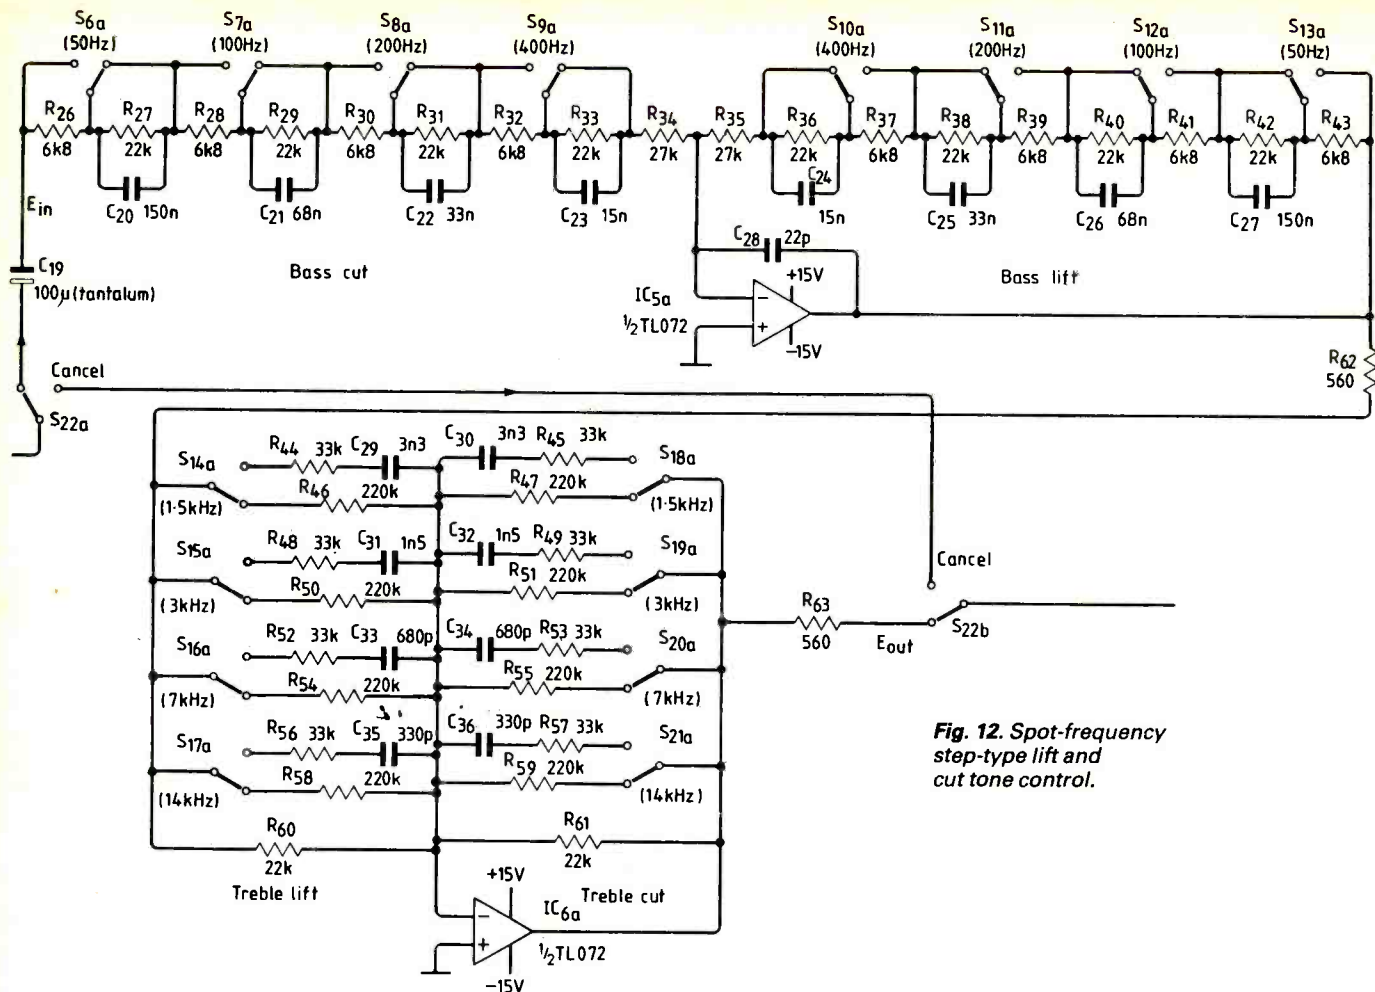 S6a
(50Hz)
S7a
(100Hz)
S8a
(200Hz)
S9a
(400Hz)
S10a
(400Hz)
S11a
(200Hz)
S12a
(100Hz)
S13a
(50Hz)
R26
6k8
R27
22k
R28
6k8
R29
22k
R30
6k8
R31
22k
R32
6k8
R33
22k
R34
27k
R35
27k
R36
22k
R37
6k8
R38
22k
R39
6k8
R40
22k
R41
6k8
R42
22k
R43
6k8
C20 150n
C21 68n
C22 33n
C23 15n
C24
15n
C25 33n
C26 68n
C27 150n
Ein
C19
100μ(tantalum)
Bass cut
C28 22p
+15V
IC5a
½TL072
−
+
−15V
Bass lift
R62
560
Cancel
S22a
S14a
(1·5kHz)
R44 33k C29 3n3
R46 220k
C30 3n3 R45 33k
R47 220k
S18a
(1·5kHz)
S15a
(3kHz)
R48 33k C31 1n5
R50 220k
C32 1n5 R49 33k
R51 220k
S19a
(3kHz)
S16a
(7kHz)
R52 33k C33 680p
R54 220k
C34 680p R53 33k
R55 220k
S20a
(7kHz)
S17a
(14kHz)
R56 33k C35 330p
R58 220k
C36 330p R57 33k
R59 220k
S21a
(14kHz)
R60
22k
R61
22k
Treble lift
Treble cut
+15V
IC6a
−
+
½TL072
−15V
Cancel
R63
560
Eout
S22b
Fig. 12. Spot-frequency
step-type lift and
cut tone control.